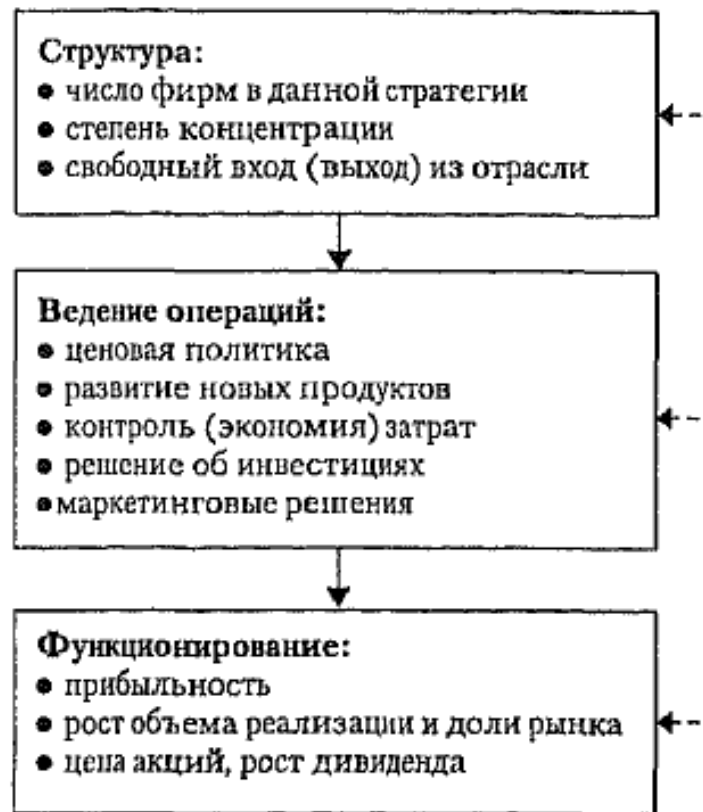 Структура:
• число фирм в данной стратегии
• степень концентрации
• свободный вход (выход) из отрасли
Ведение операций:
• ценовая политика
• развитие новых продуктов
• контроль (экономия) затрат
• решение об инвестициях
• маркетинговые решения
Функционирование:
• прибыльность
• рост объема реализации и доли рынка
• цена акций, рост дивиденда